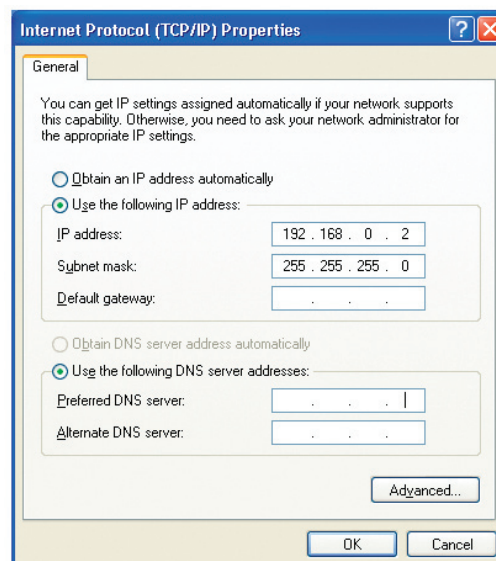 Internet Protocol (TCP/IP) Properties
General
You can get IP settings assigned automatically if your network supports
this capability. Otherwise, you need to ask your network administrator for
the appropriate IP settings.
Obtain an IP address automatically
Use the following IP address:
IP address: 192 . 168 . 0 . 2
Subnet mask: 255 . 255 . 255 . 0
Default gateway: . . .
Obtain DNS server address automatically
Use the following DNS server addresses:
Preferred DNS server: . . .
Alternate DNS server: . . .
Advanced...
OK Cancel